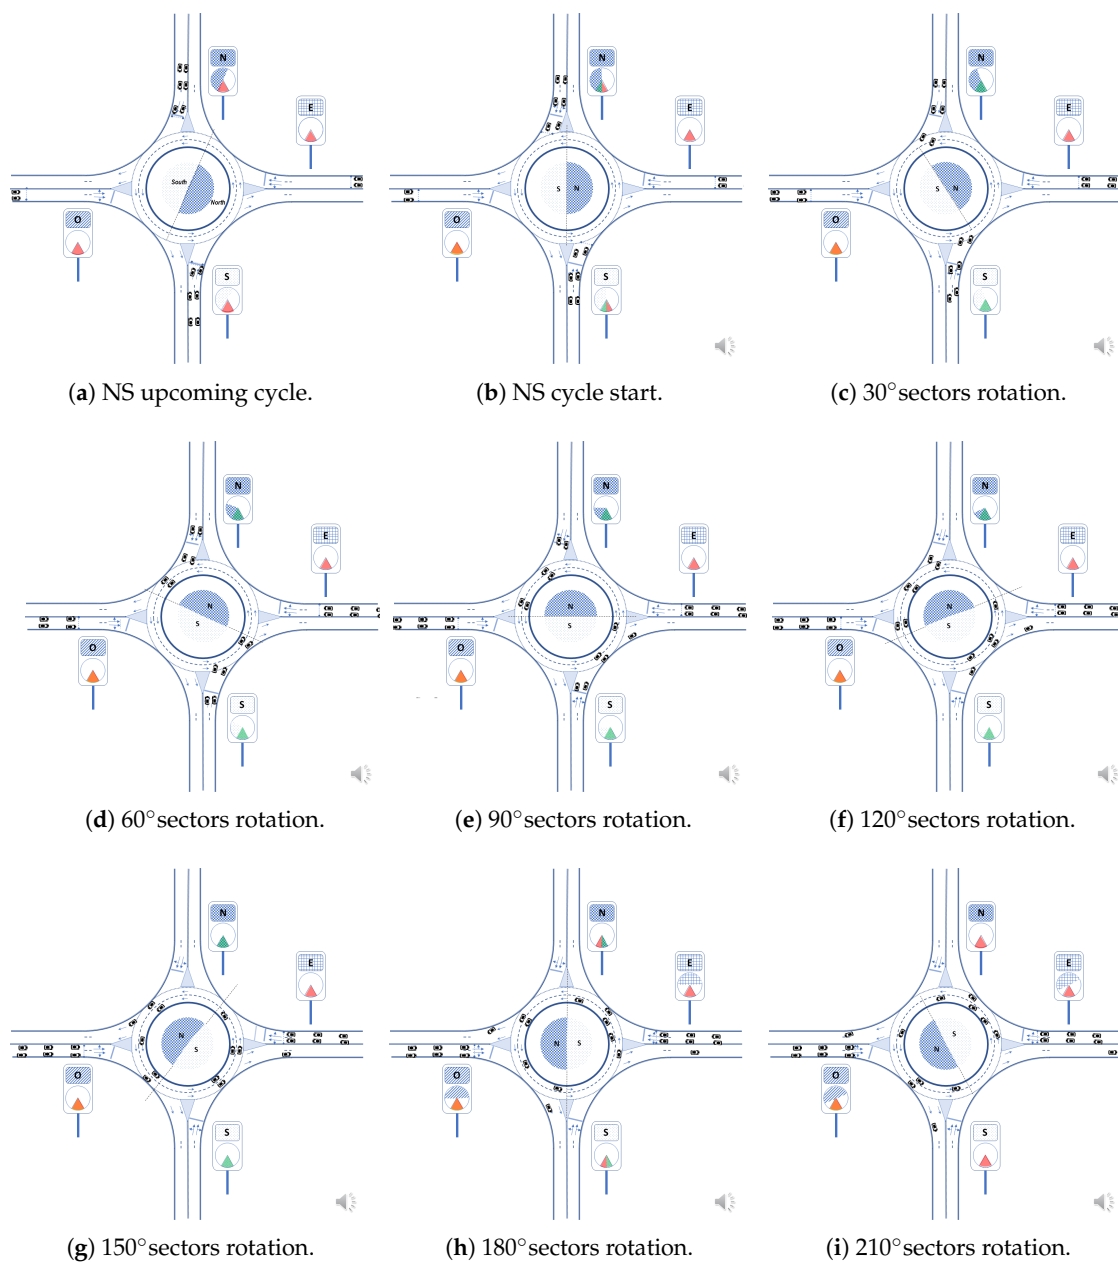 N
E
South
North
O
S
(a) NS upcoming cycle.
N
E
S N
O
S
(b) NS cycle start.
N
E
S N
O
S
(c) 30°sectors rotation.
N
E
N
S
O
S
(d) 60°sectors rotation.
N
E
N
S
O
S
(e) 90°sectors rotation.
N
E
N
S
O
S
(f) 120°sectors rotation.
N
E
N
S
O
S
(g) 150°sectors rotation.
N
E
N S
O
S
(h) 180°sectors rotation.
N
E
S
N
O
S
(i) 210°sectors rotation.